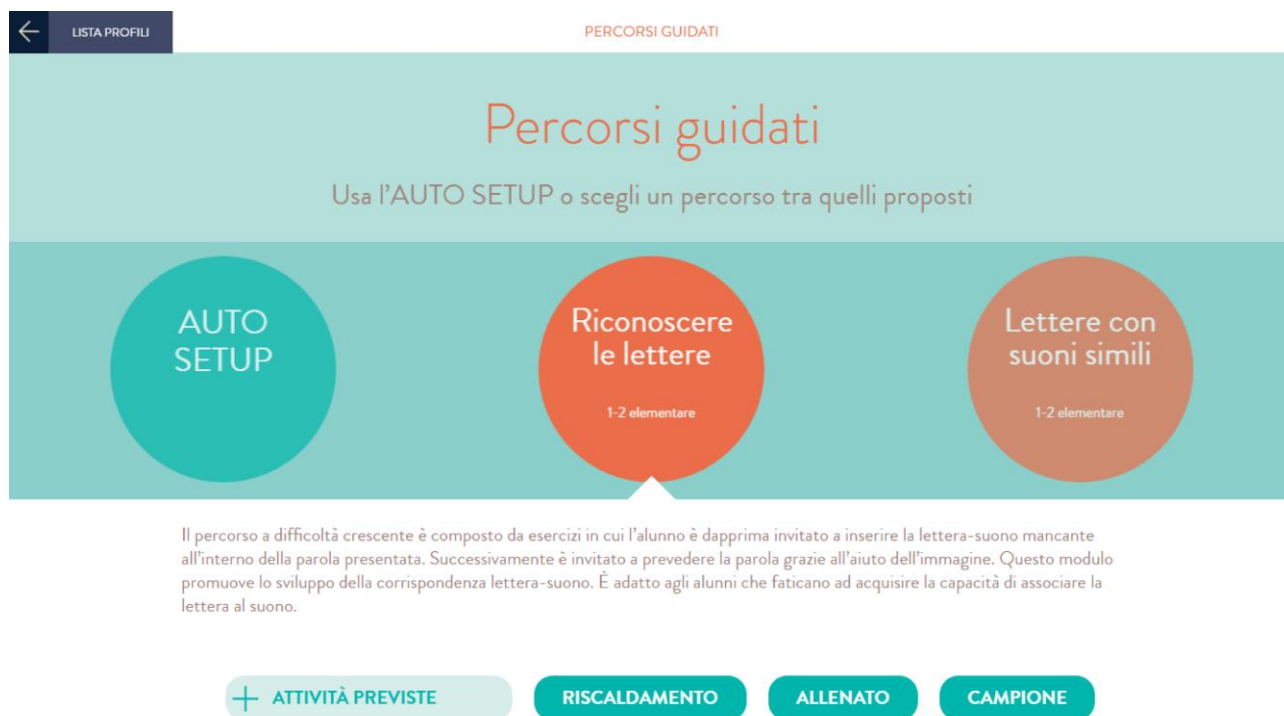 LISTA PROFILI
PERCORSI GUIDATI
Percorsi guidati
Usa l'AUTO SETUP o scegli un percorso tra quelli proposti
AUTO
SETUP
Riconoscere
le lettere
1-2 elementare
Lettere con
suoni simili
1-2 elementare
Il percorso a difficoltà crescente è composto da esercizi in cui l'alunno è dapprima invitato a inserire la lettera-suono mancante
all'interno della parola presentata. Successivamente è invitato a prevedere la parola grazie all'aiuto dell'immagine. Questo modulo
promuove lo sviluppo della corrispondenza lettera-suono. È adatto agli alunni che faticano ad acquisire la capacità di associare la
lettera al suono.
+ ATTIVITÀ PREVISTE
RISCALDAMENTO
ALLENATO
CAMPIONE